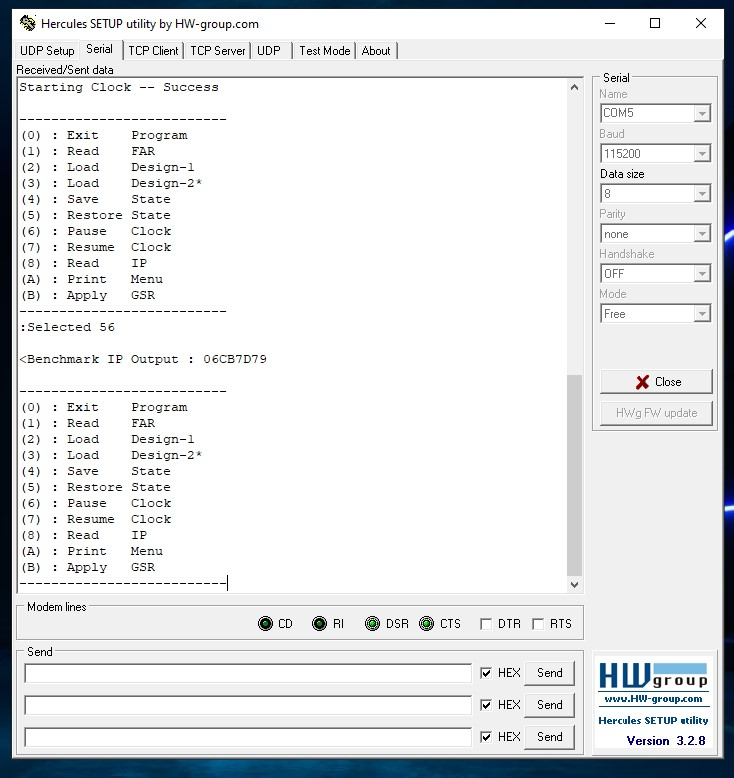 Hercules SETUP utility by HW-group.com
UDP Setup Serial TCP Client TCP Server UDP Test Mode About
Received/Sent data
Starting Clock -- Success
--------------------------
(0) : Exit    Program
(1) : Read    FAR
(2) : Load    Design-1
(3) : Load    Design-2*
(4) : Save    State
(5) : Restore State
(6) : Pause   Clock
(7) : Resume  Clock
(8) : Read    IP
(A) : Print   Menu
(B) : Apply   GSR
--------------------------
:Selected 56
<Benchmark IP Output : 06CB7D79
--------------------------
(0) : Exit    Program
(1) : Read    FAR
(2) : Load    Design-1
(3) : Load    Design-2*
(4) : Save    State
(5) : Restore State
(6) : Pause   Clock
(7) : Resume  Clock
(8) : Read    IP
(A) : Print   Menu
(B) : Apply   GSR
--------------------------
Serial
Name
COM5
Baud
115200
Data size
8
Parity
none
Handshake
OFF
Mode
Free
Close
HWg FW update
Modem lines
CD RI DSR CTS DTR RTS
Send
HEX Send
HEX Send
HEX Send
HWgroup
www.HW-group.com
Hercules SETUP utility
Version 3.2.8